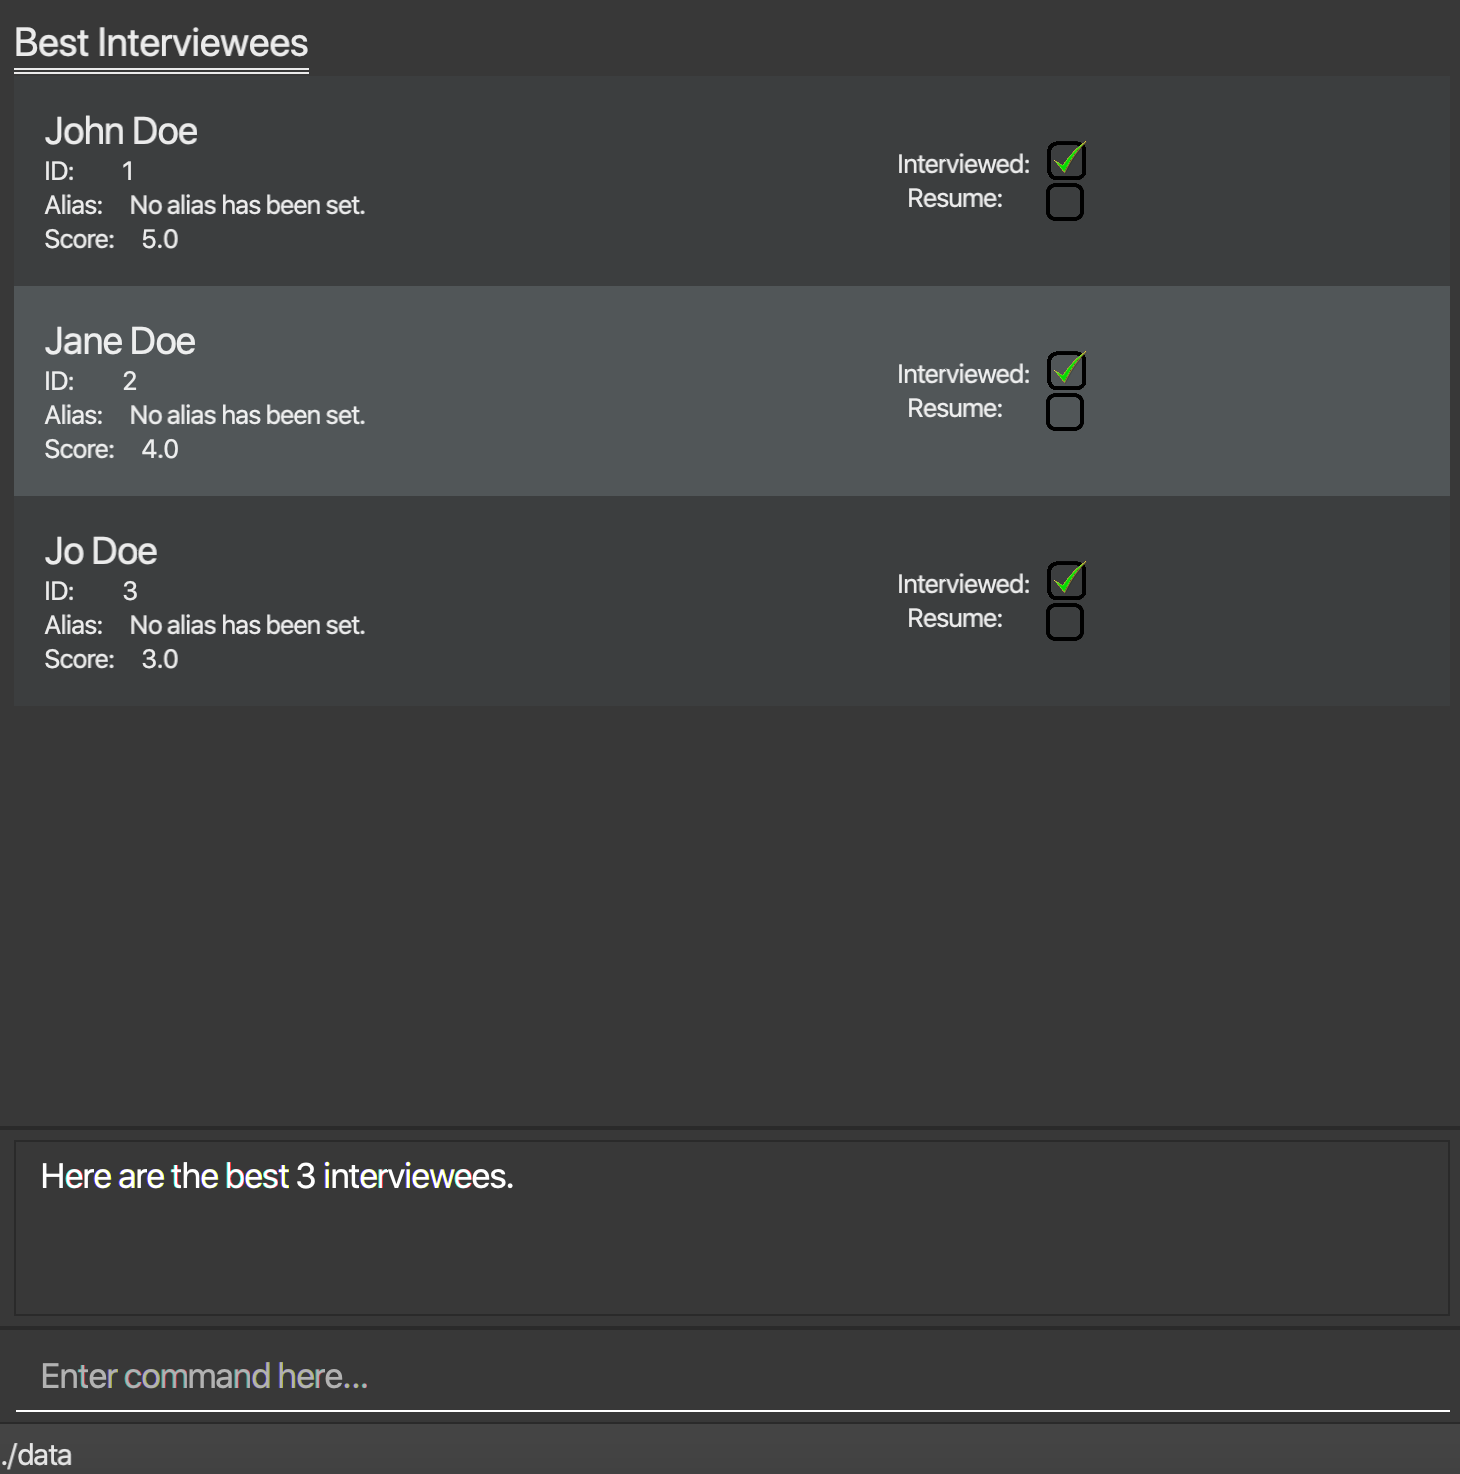 Best Interviewees
John Doe
ID: 1
Alias: No alias has been set.
Score: 5.0
Interviewed:
Resume:
Jane Doe
ID: 2
Alias: No alias has been set.
Score: 4.0
Interviewed:
Resume:
Jo Doe
ID: 3
Alias: No alias has been set.
Score: 3.0
Interviewed:
Resume:
Here are the best 3 interviewees.
Enter command here...
./data